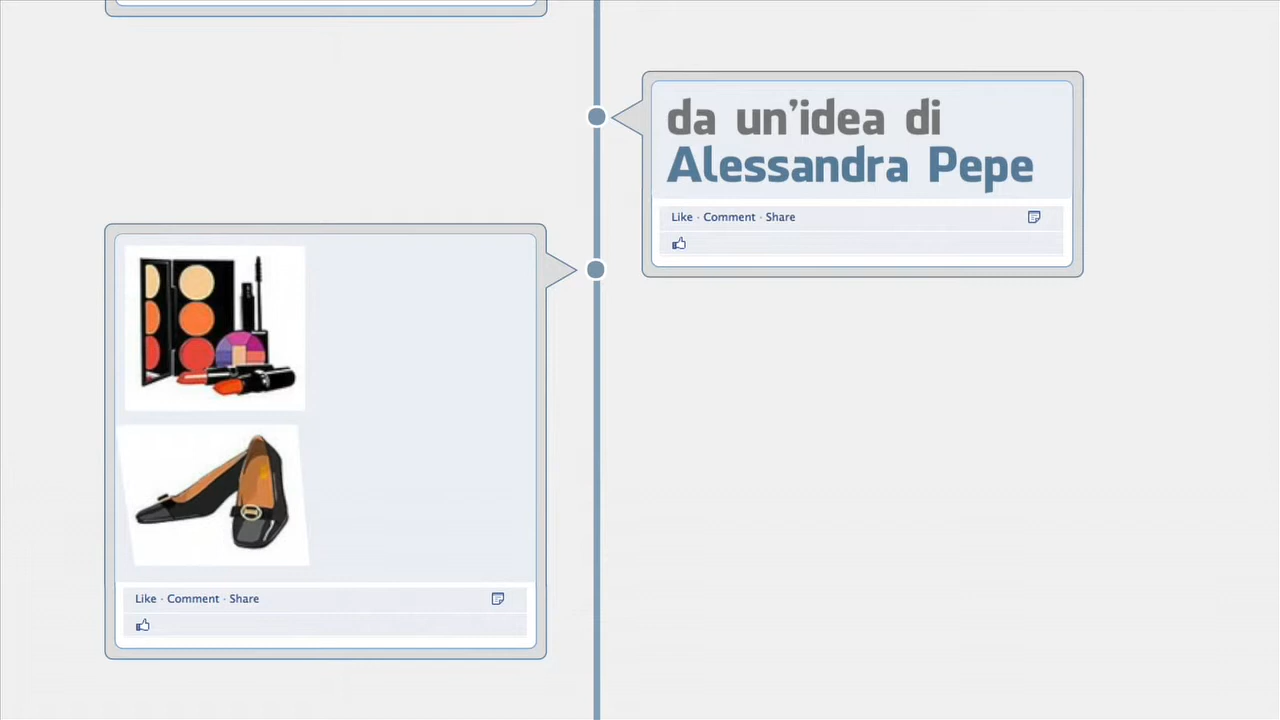 da un'idea di
Alessandra Pepe
Like · Comment · Share
Like · Comment · Share